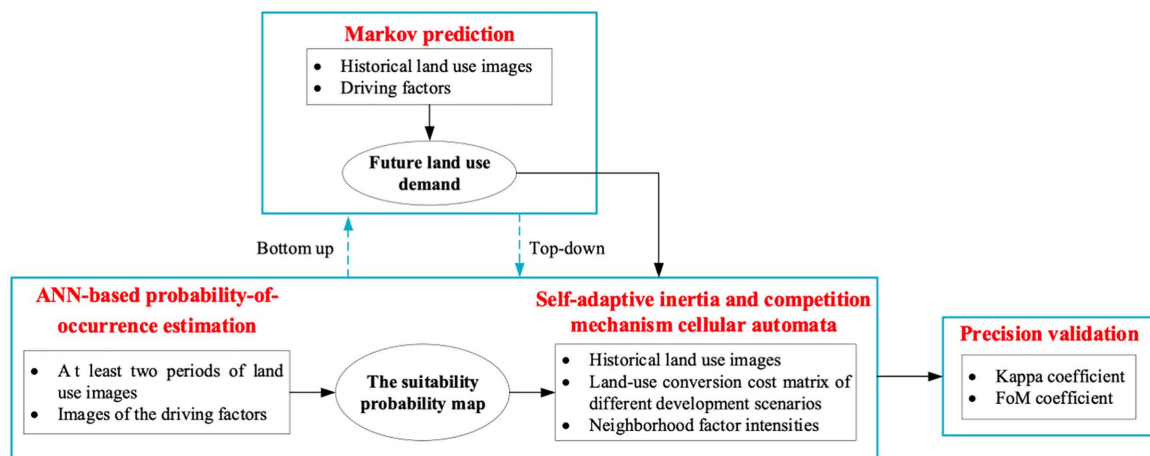 Markov prediction
• Historical land use images
• Driving factors
Future land use
demand
Bottom up
Top-down
ANN-based probability-of-
occurrence estimation
• A t least two periods of land
use images
• Images of the driving factors
The suitability
probability map
Self-adaptive inertia and competition
mechanism cellular automata
• Historical land use images
• Land-use conversion cost matrix of
different development scenarios
• Neighborhood factor intensities
Precision validation
• Kappa coefficient
• FoM coefficient